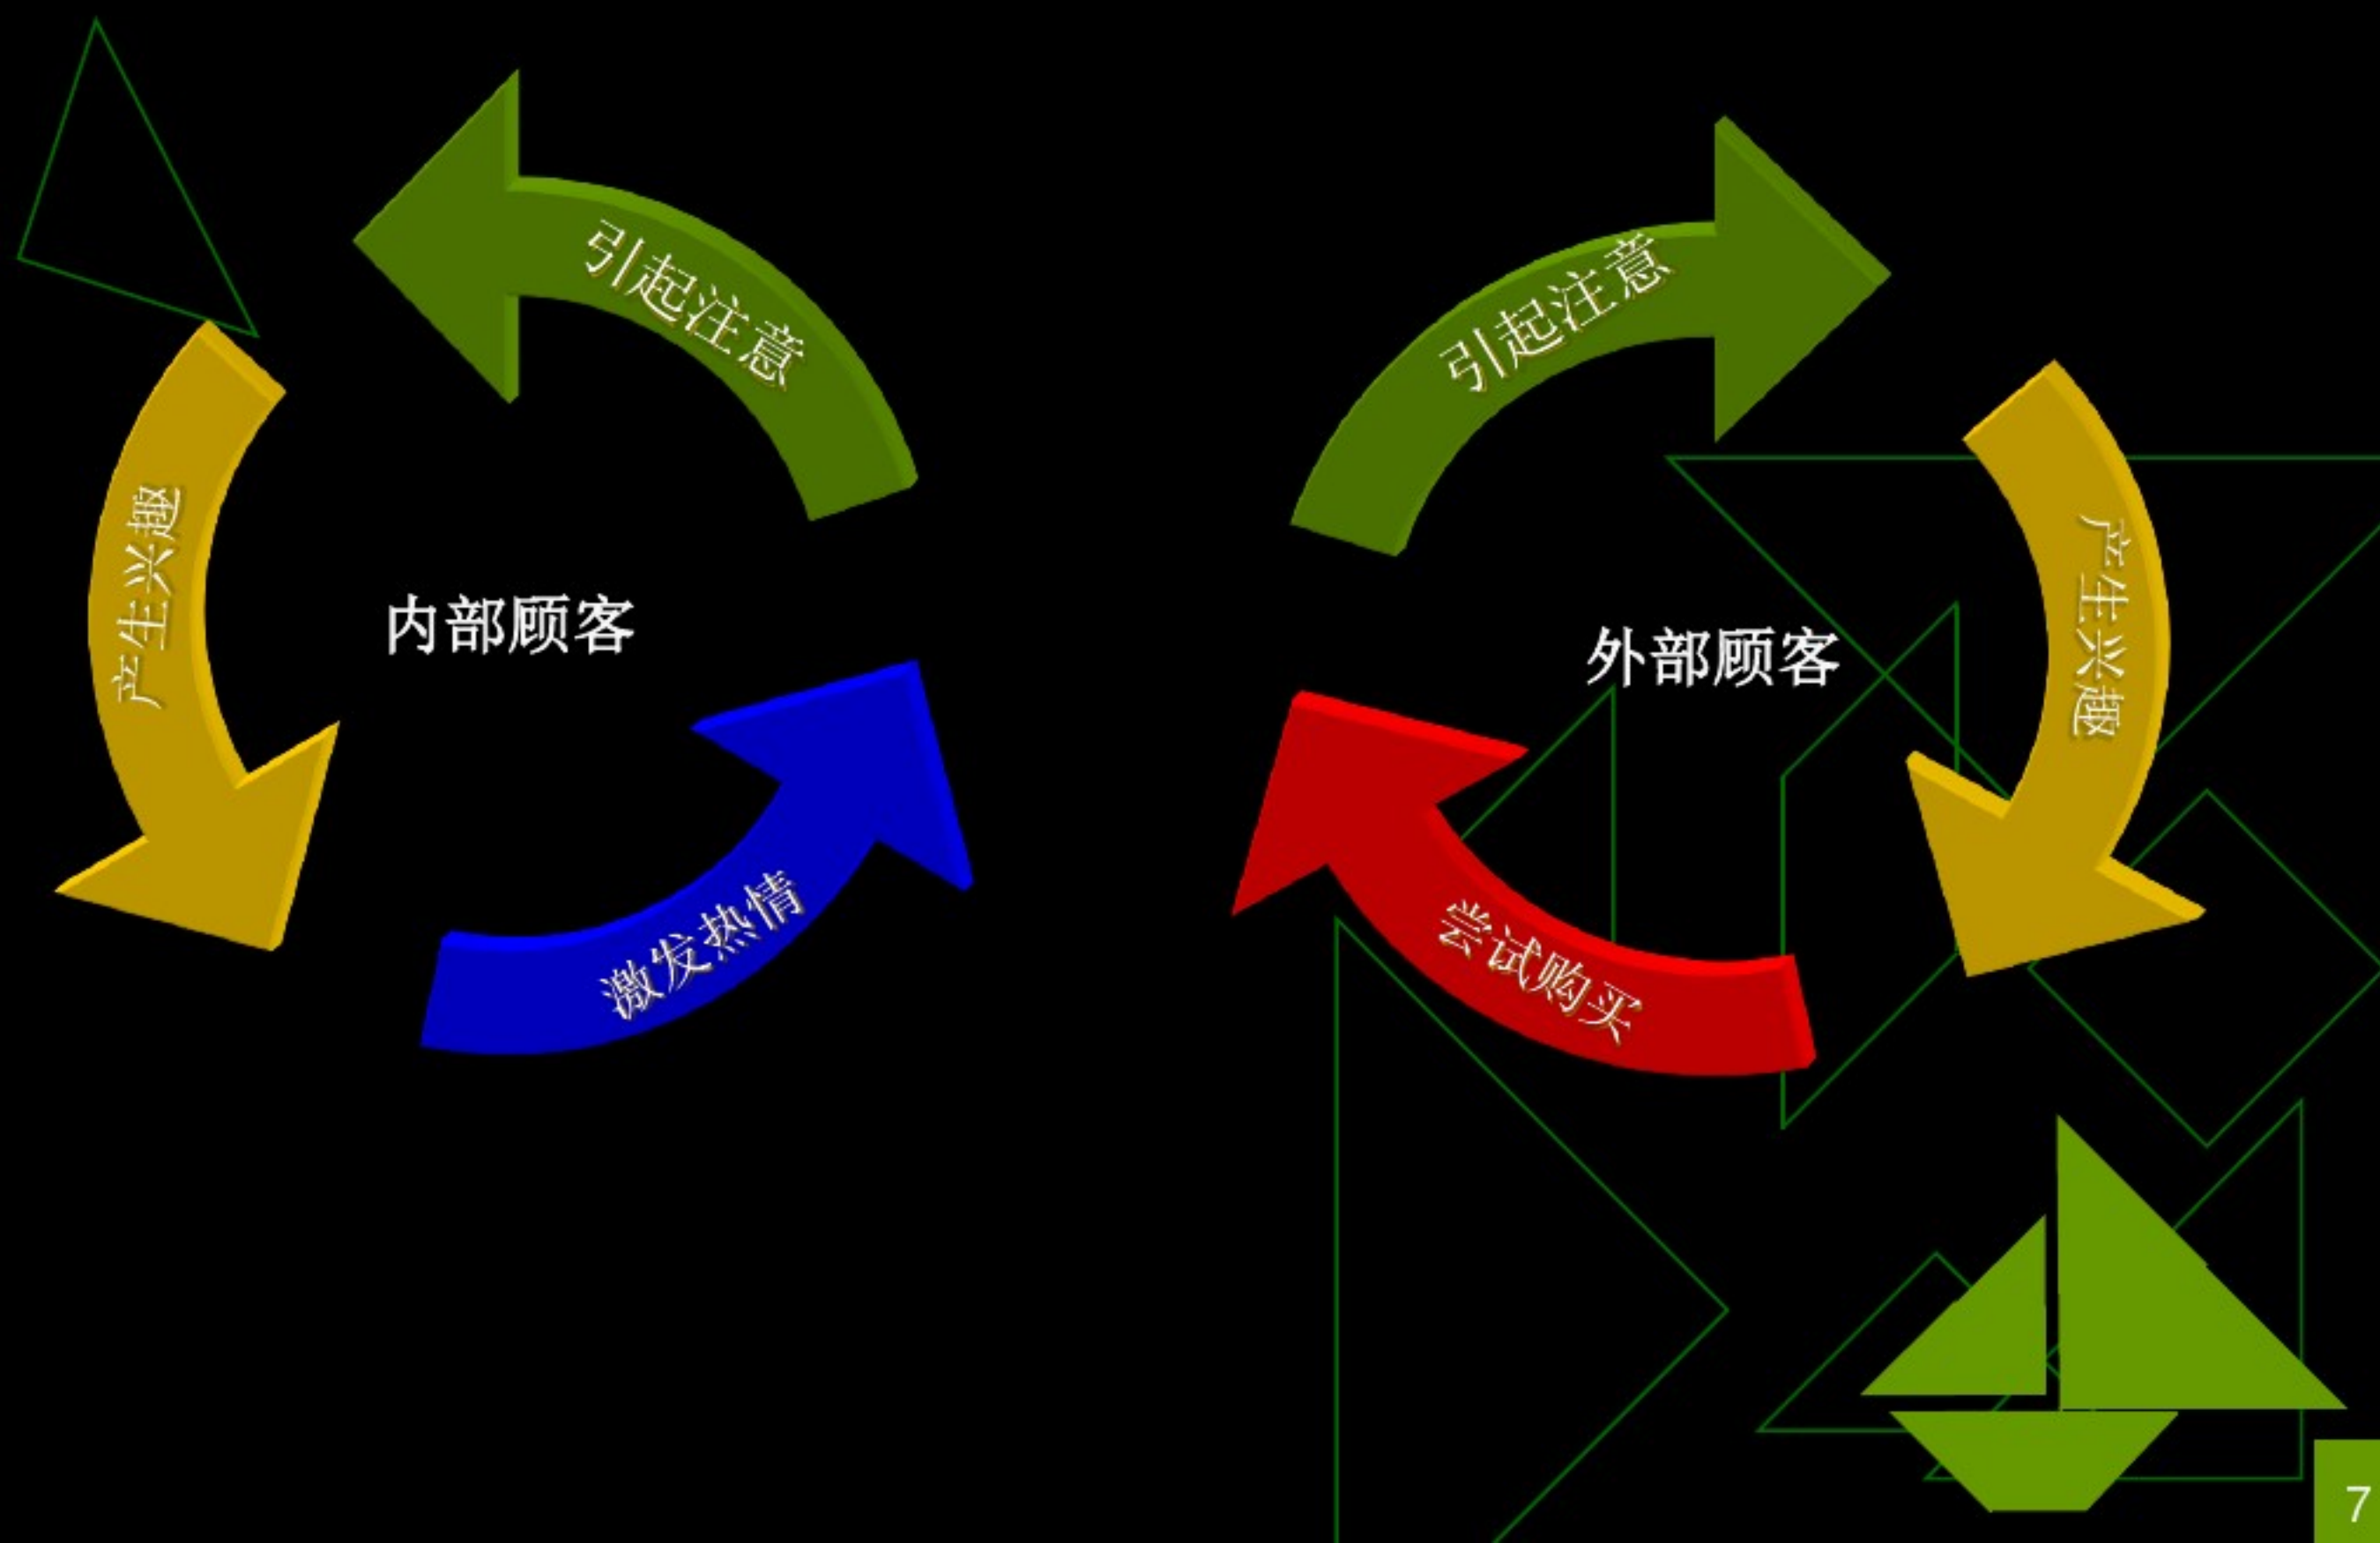 引起注意
产生兴趣
内部顾客
激发热情
引起注意
产生兴趣
外部顾客
尝试购买
7